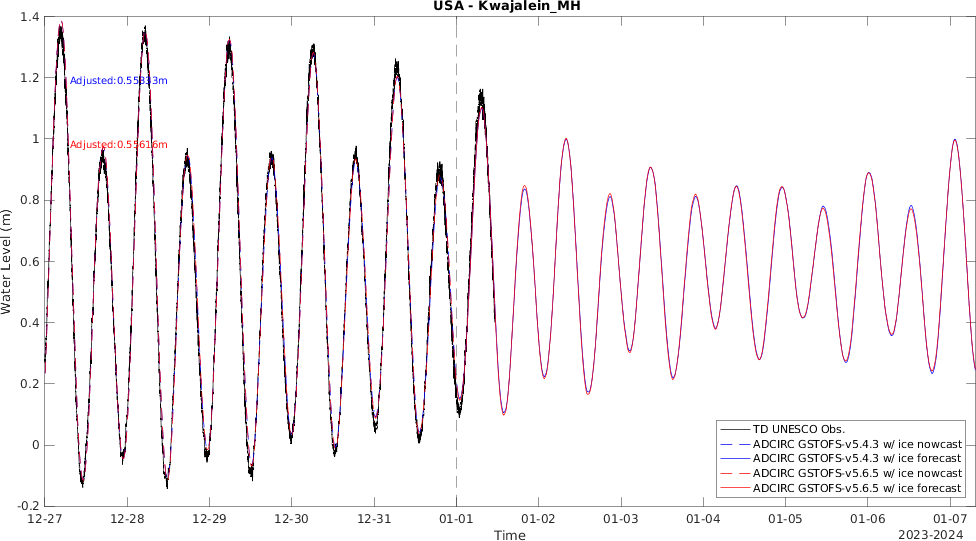 USA - Kwajalein_MH
1.4
1.2
1
0.8
0.6
0.4
0.2
0
-0.2
Water Level (m)
Adjusted:0.55333m
Adjusted:0.55616m
TD UNESCO Obs.
ADCIRC GSTOFS-v5.4.3 w/ ice nowcast
ADCIRC GSTOFS-v5.4.3 w/ ice forecast
ADCIRC GSTOFS-v5.6.5 w/ ice nowcast
ADCIRC GSTOFS-v5.6.5 w/ ice forecast
12-27 12-28 12-29 12-30 12-31 01-01 01-02 01-03 01-04 01-05 01-06 01-07
Time
2023-2024